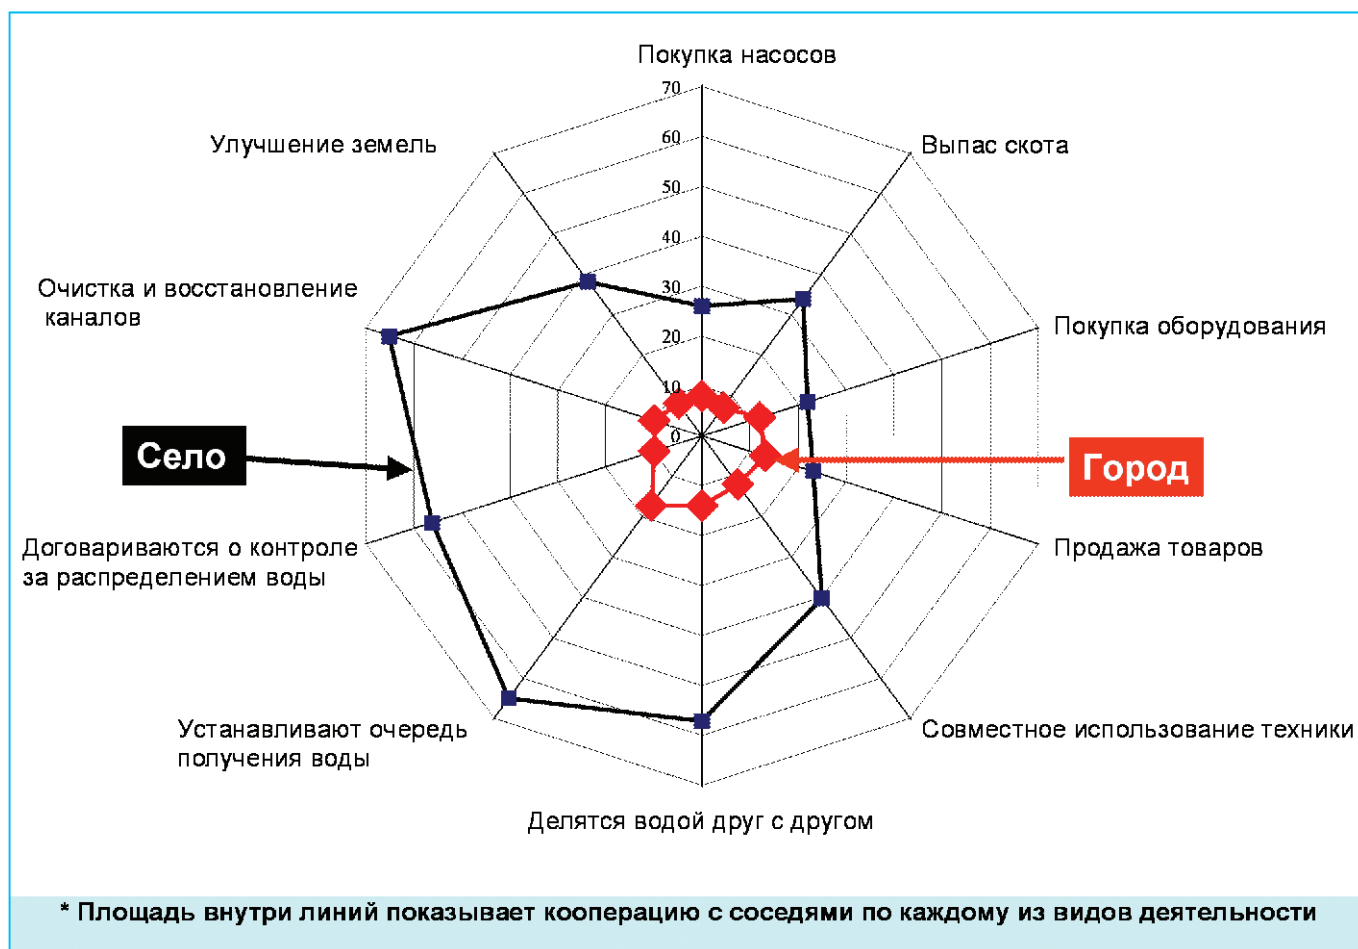 Покупка насосов
70
60
50
40
30
20
10
0
Выпас скота
Покупка оборудования
Продажа товаров
Совместное использование техники
Делятся водой друг с другом
Устанавливают очередь
получения воды
Договариваются о контроле
за распределением воды
Очистка и восстановление
каналов
Улучшение земель
Село
Город
* Площадь внутри линий показывает кооперацию с соседями по каждому из видов деятельности